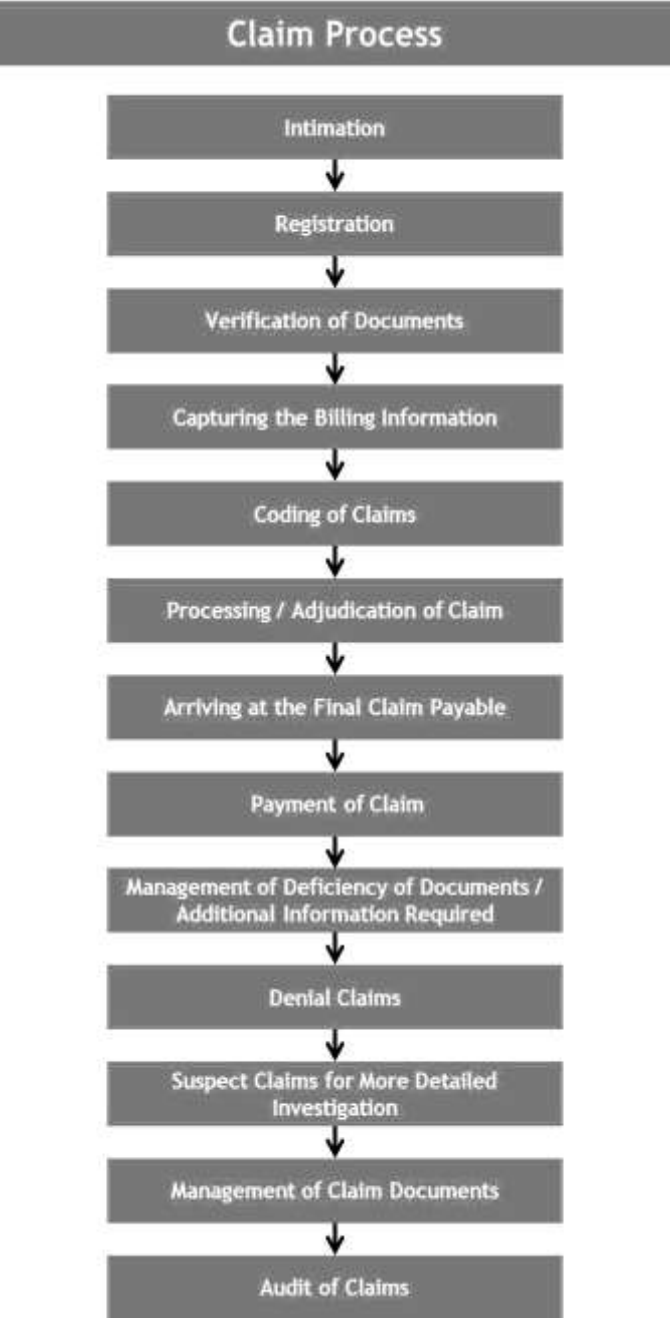 Claim Process
Intimation
Registration
Verification of Documents
Capturing the Billing Information
Coding of Claims
Processing / Adjudication of Claim
Arriving at the Final Claim Payable
Payment of Claim
Management of Deficiency of Documents /
Additional Information Required
Denial Claims
Suspect Claims for More Detailed
Investigation
Management of Claim Documents
Audit of Claims